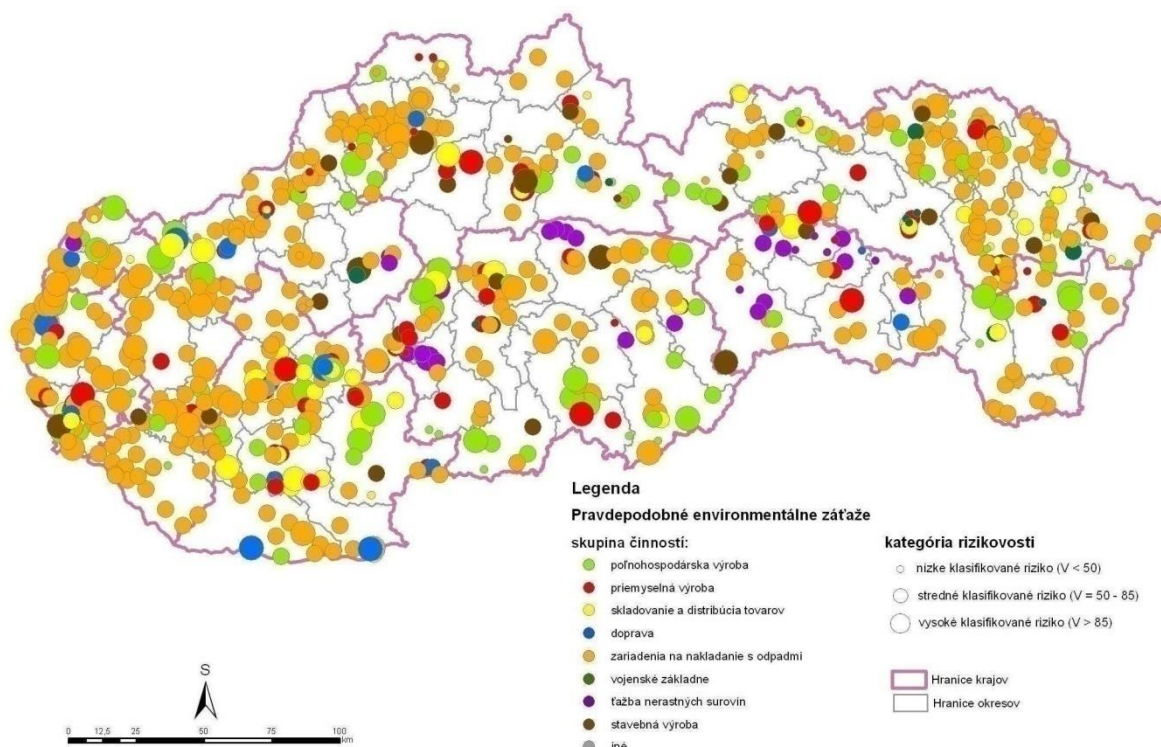 Legenda
Pravdepodobné environmentálne záťaže
skupina činností:
poľnohospodárska výroba
priemyselná výroba
skladovanie a distribúcia tovarov
doprava
zariadenia na nakladanie s odpadmi
vojenské základne
ťažba nerastných surovín
stavebná výroba
iné
kategória rizikovosti
nízke klasifikované riziko (V < 50)
stredné klasifikované riziko (V = 50 - 85)
vysoké klasifikované riziko (V > 85)
Hranice krajov
Hranice okresov
S
0 12,5 25 50 75 100
km